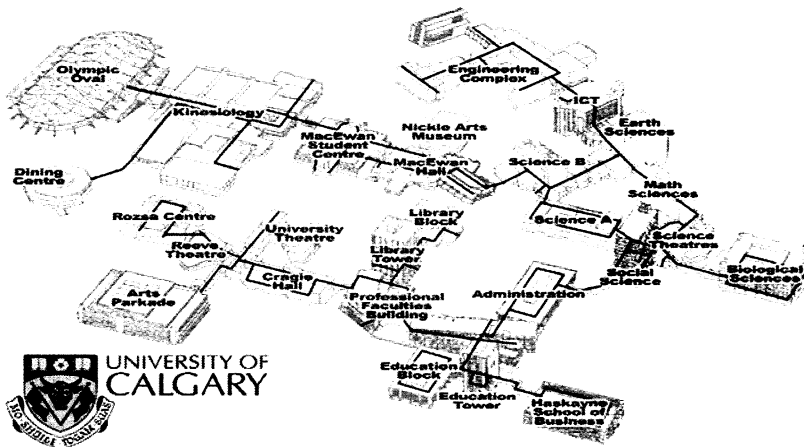 Olympic
Oval
Engineering
Complex
ICT
Kinesiology
Earth
Sciences
MacEwan
Student
Centre
Nickle Arts
Museum
MacEwan
Hall
Science B
Dining
Centre
Math
Sciences
Rozsa Centre
Reeve
Theatre
University
Theatre
Library
Block
Science A
Science
Theatres
Library
Tower
Cragie
Hall
Social
Science
Biological
Sciences
Arts
Parkade
Professional
Faculties
Building
Administration
Education
Block
Education
Tower
Haskayne
School of
Business
UNIVERSITY OF
CALGARY